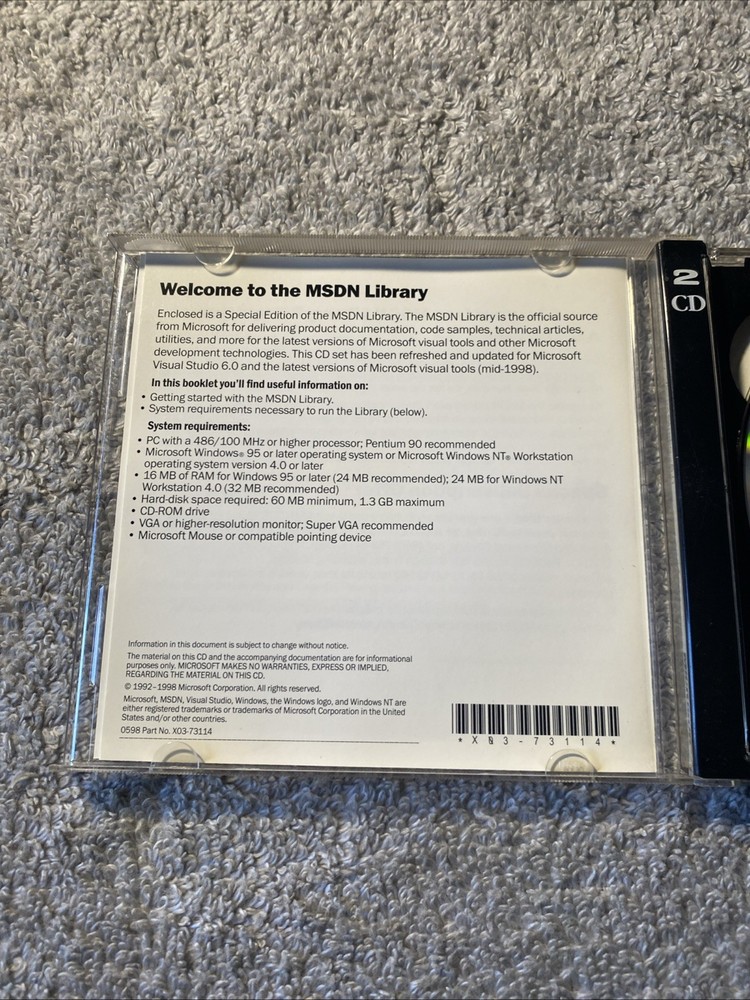 Welcome to the MSDN Library
Enclosed is a Special Edition of the MSDN Library. The MSDN Library is the official source
from Microsoft for delivering product documentation, code samples, technical articles,
utilities, and more for the latest versions of Microsoft visual tools and other Microsoft
development technologies. This CD set has been refreshed and updated for Microsoft
Visual Studio 6.0 and the latest versions of Microsoft visual tools (mid-1998).
In this booklet you'll find useful information on:
• Getting started with the MSDN Library.
• System requirements necessary to run the Library (below).
System requirements:
• PC with a 486/100 MHz or higher processor; Pentium 90 recommended
• Microsoft Windows® 95 or later operating system or Microsoft Windows NT® Workstation
operating system version 4.0 or later
• 16 MB of RAM for Windows 95 or later (24 MB recommended); 24 MB for Windows NT
Workstation 4.0 (32 MB recommended)
• Hard-disk space required: 60 MB minimum, 1.3 GB maximum
• CD-ROM drive
• VGA or higher-resolution monitor; Super VGA recommended
• Microsoft Mouse or compatible pointing device
Information in this document is subject to change without notice.
The material on this CD and the accompanying documentation are for informational
purposes only. MICROSOFT MAKES NO WARRANTIES, EXPRESS OR IMPLIED,
REGARDING THE MATERIAL ON THIS CD.
© 1992–1998 Microsoft Corporation. All rights reserved.
Microsoft, MSDN, Visual Studio, Windows, the Windows logo, and Windows NT are
either registered trademarks or trademarks of Microsoft Corporation in the United
States and/or other countries.
0598 Part No. X03-73114
*X03-73114*
2
CD